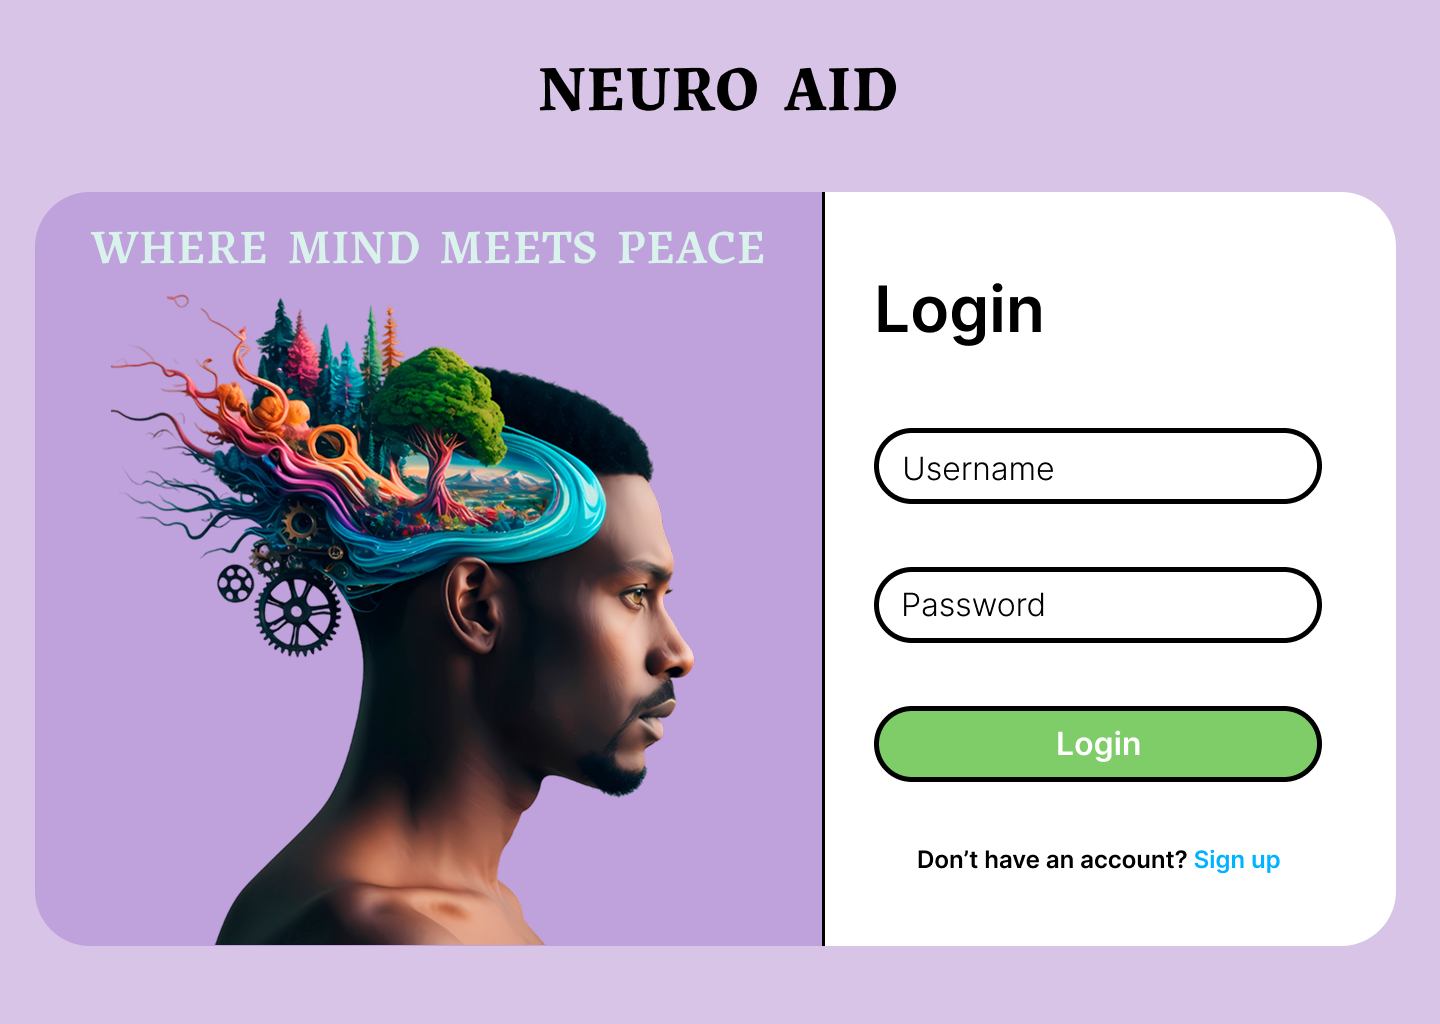 NEURO AID
WHERE MIND MEETS PEACE
Login
Username
Password
Login
Don’t have an account? Sign up